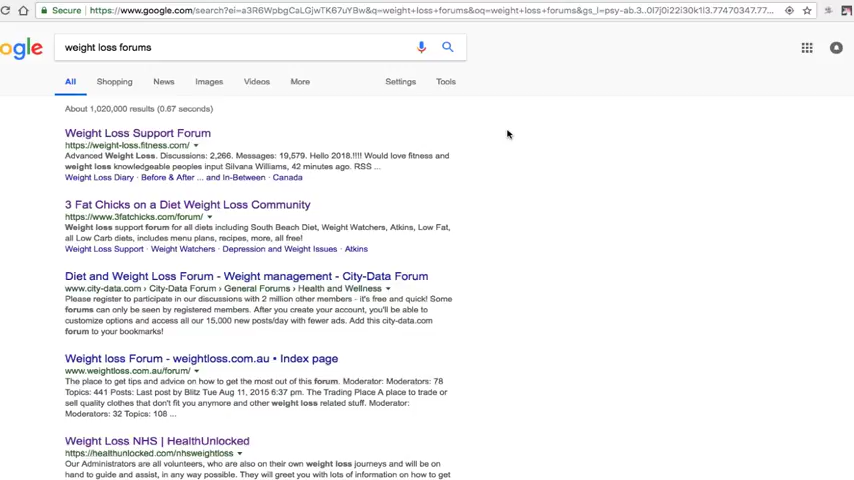 Secure https://www.google.com/search?ei=a3R6WpbgCaLGjwTK67uYBw&q=weight+loss+forums&oq=weight+loss+forums&gs_l=psy-ab.3..0l7j0i22i30k1l3.77470347.77...
ogle weight loss forums
All Shopping News Images Videos More Settings Tools
About 1,020,000 results (0.67 seconds)
Weight Loss Support Forum
https://weight-loss.fitness.com/
Advanced Weight Loss. Discussions: 2,266. Messages: 19,579. Hello 2018.!!!! Would love fitness and
weight loss knowledgeable peoples input Silvana Williams, 42 minutes ago. RSS ...
Weight Loss Diary · Before & After ... and In-Between · Canada
3 Fat Chicks on a Diet Weight Loss Community
https://www.3fatchicks.com/forum/
Weight loss support forum for all diets including South Beach Diet, Weight Watchers, Atkins, Low Fat,
all Low Carb diets, includes menu plans, recipes, more, all free!
Weight Loss Support · Weight Watchers · Depression and Weight Issues · Atkins
Diet and Weight Loss Forum - Weight management - City-Data Forum
www.city-data.com › City-Data Forum › General Forums › Health and Wellness
Please register to participate in our discussions with 2 million other members - it's free and quick! Some
forums can only be seen by registered members. After you create your account, you'll be able to
customize options and access all our 15,000 new posts/day with fewer ads. Add this city-data.com
forum to your bookmarks!
Weight loss Forum - weightloss.com.au • Index page
www.weightloss.com.au/forum/
The place to get tips and advice on how to get the most out of this forum. Moderator: Moderators: 78
Topics: 441 Posts: Last post by Blitz Tue Aug 11, 2015 6:37 pm. The Trading Place A place to trade or
sell quality clothes that don't fit you anymore and other weight loss related stuff. Moderator:
Moderators: 32 Topics: 108 ...
Weight Loss NHS | HealthUnlocked
https://healthunlocked.com/nhsweightloss
Our Administrators are all volunteers, who are also on their own weight loss journeys and will be on
hand to guide and assist, in any way possible. They will greet you with lots of information on how to get